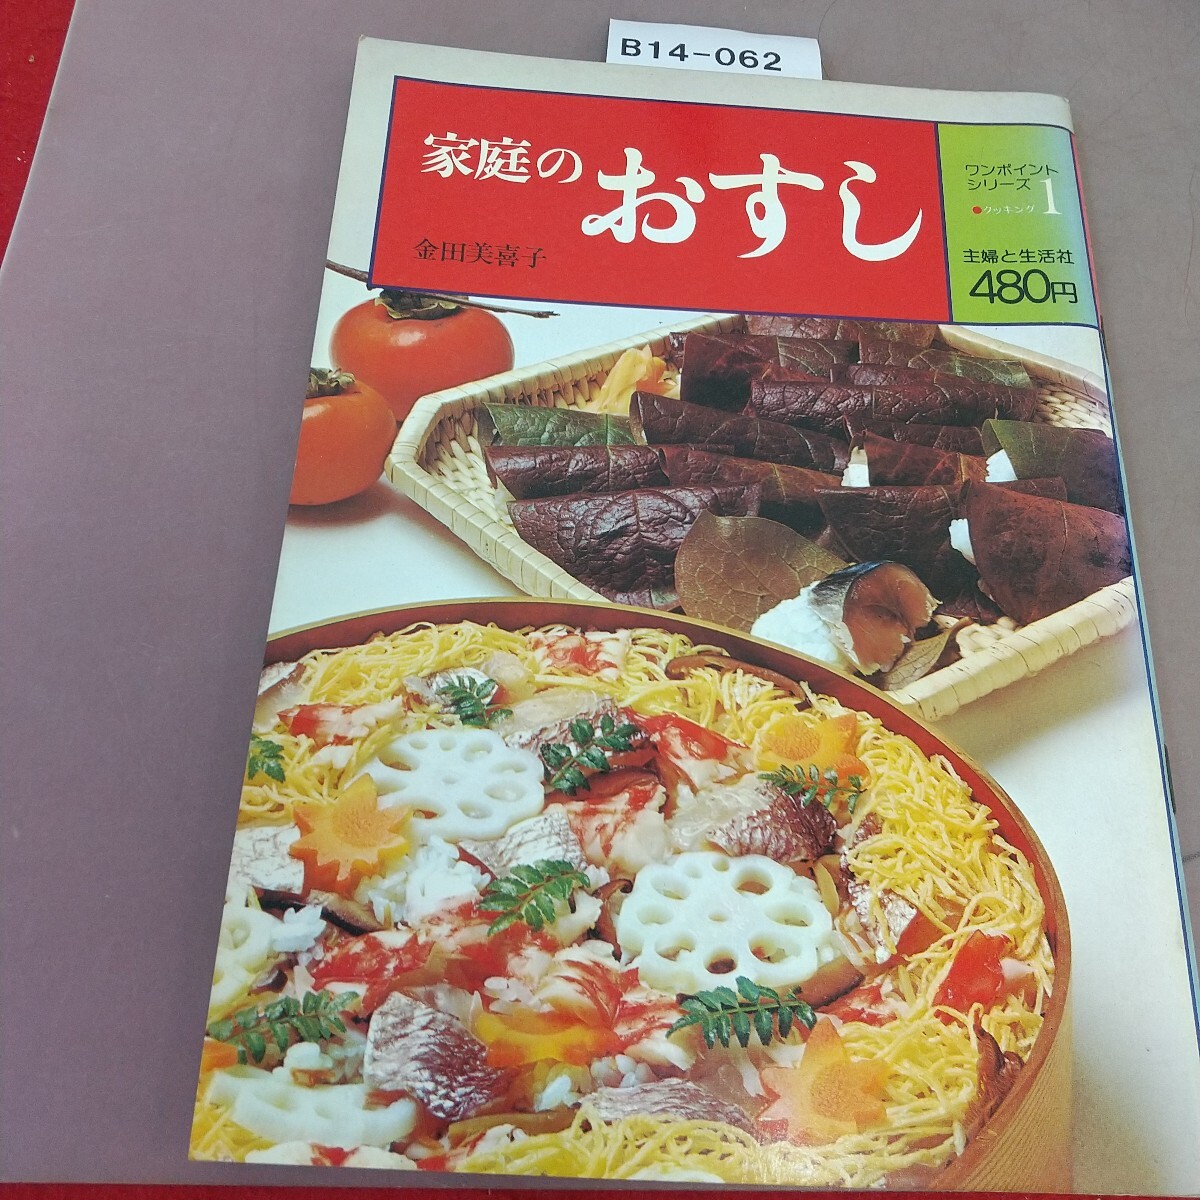 B14-062
家庭の
おすし
金田美喜子
ワンポイント
シリーズ
●クッキング 1
主婦と生活社
480円